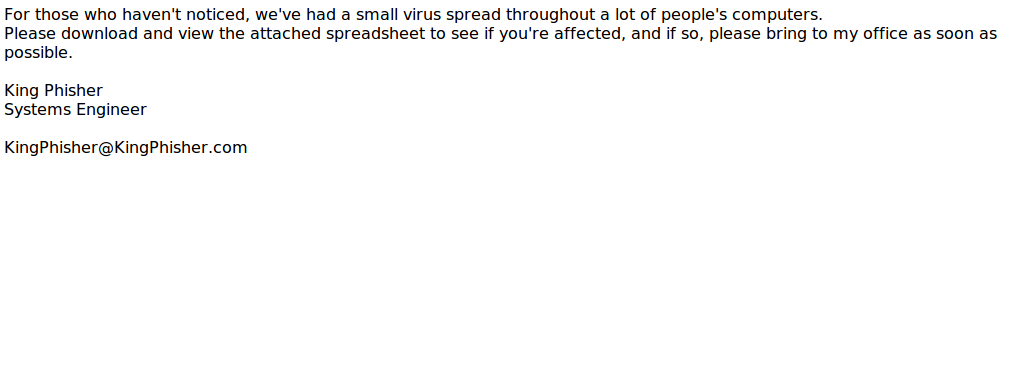 For those who haven't noticed, we've had a small virus spread throughout a lot of people's computers.
Please download and view the attached spreadsheet to see if you're affected, and if so, please bring to my office as soon as
possible.
King Phisher
Systems Engineer
KingPhisher@KingPhisher.com